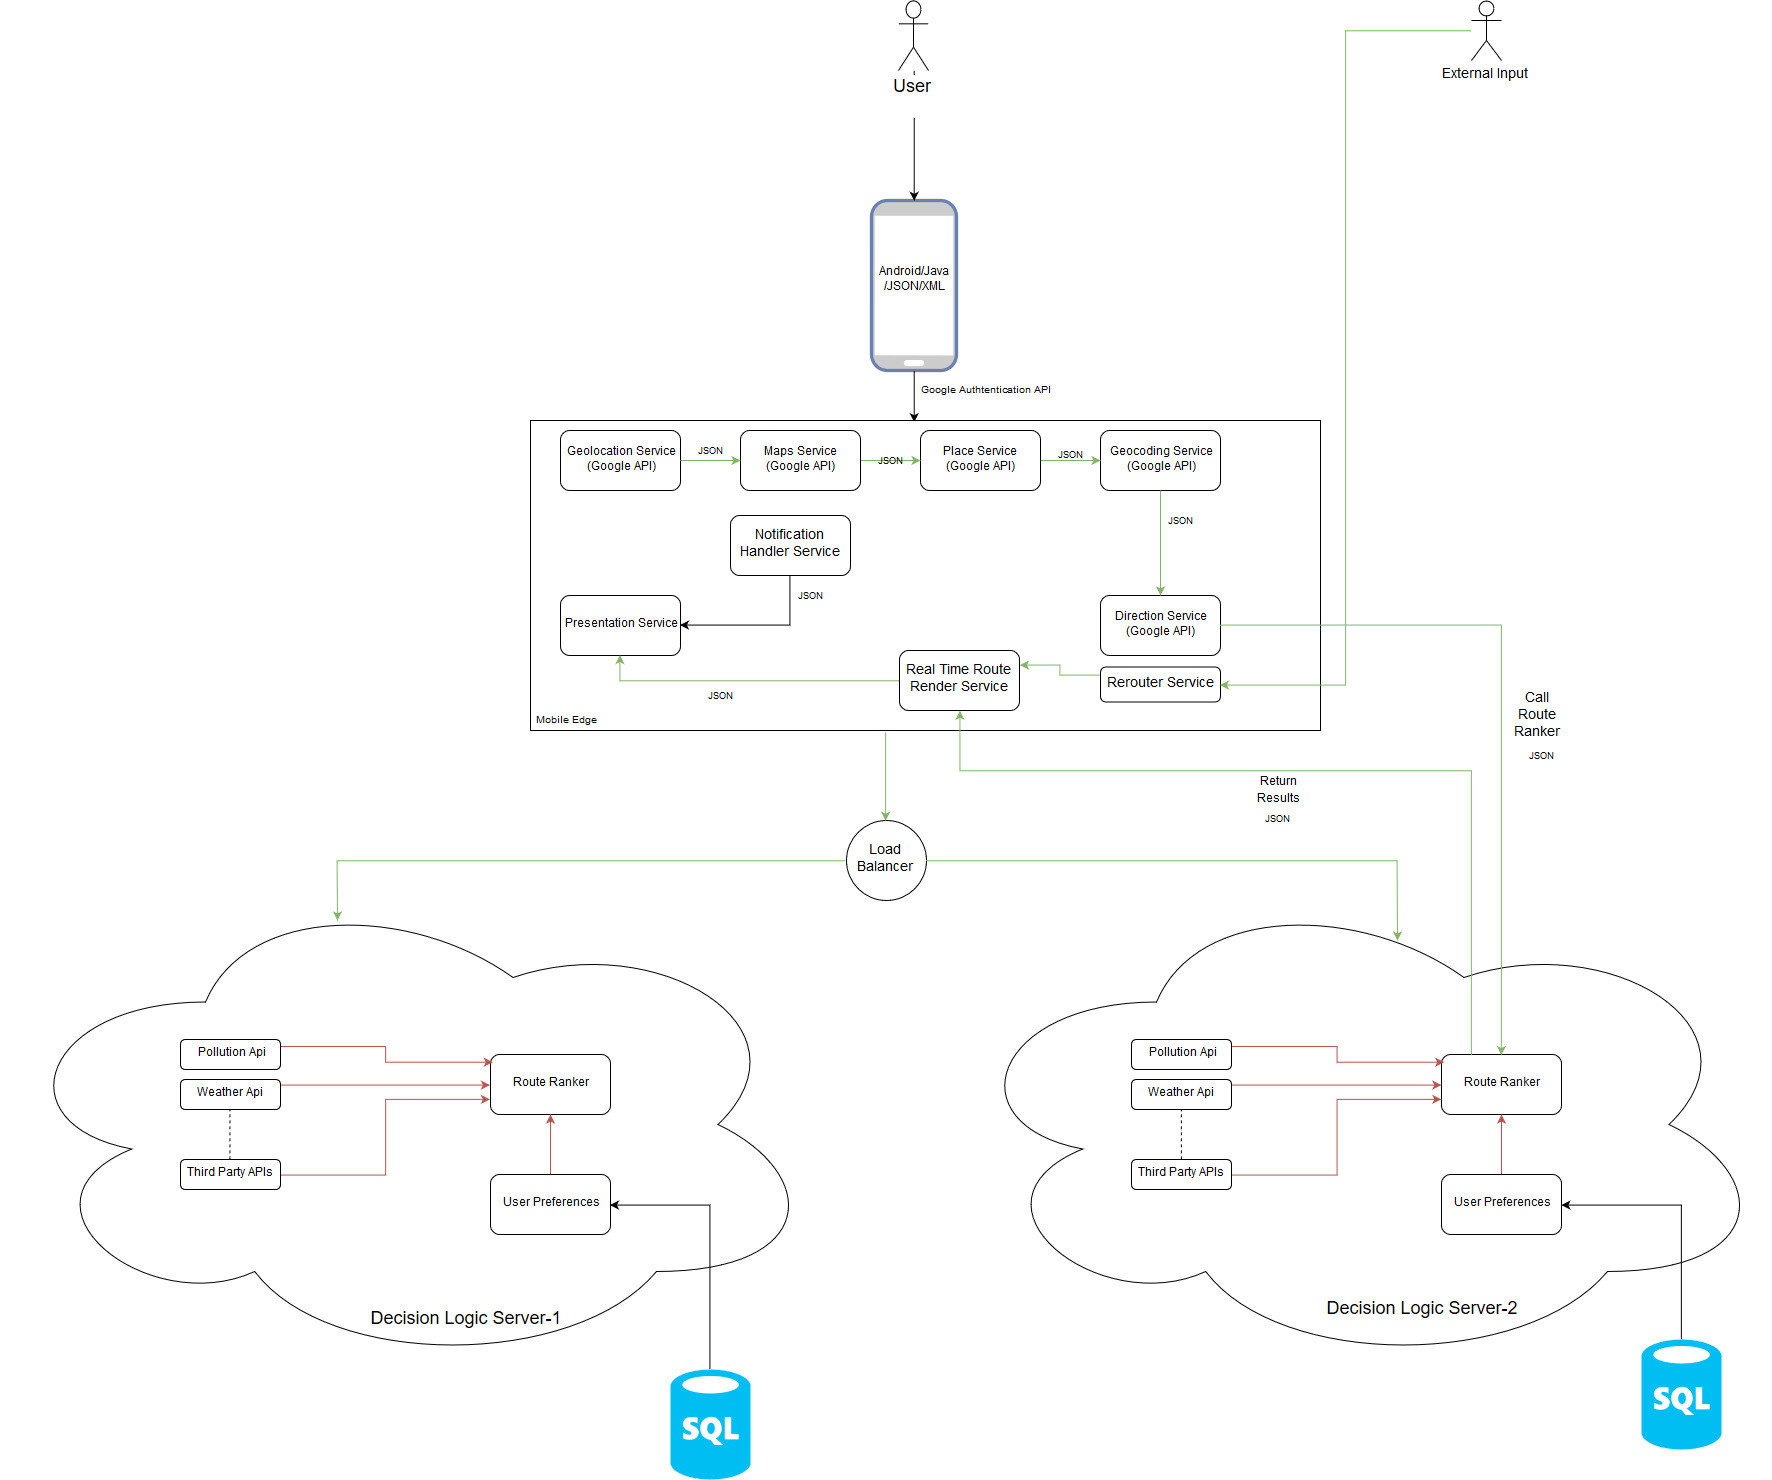 User
External Input
Android/Java
/JSON/XML
Google Authtentication API
Geolocation Service
(Google API)
JSON
Maps Service
(Google API)
JSON
Place Service
(Google API)
JSON
Geocoding Service
(Google API)
JSON
Notification
Handler Service
JSON
Presentation Service
Direction Service
(Google API)
Real Time Route
Render Service
Rerouter Service
JSON
Mobile Edge
Call
Route
Ranker
JSON
Return
Results
JSON
Load
Balancer
Pollution Api
Weather Api
Third Party APIs
Route Ranker
User Preferences
Decision Logic Server-1
SQL
Pollution Api
Weather Api
Third Party APIs
Route Ranker
User Preferences
Decision Logic Server-2
SQL